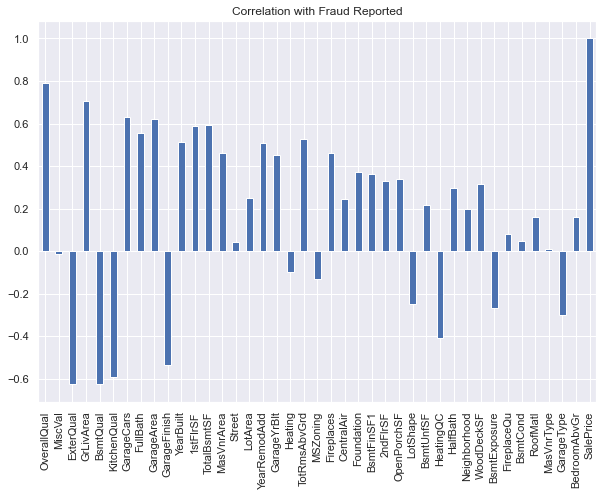 Correlation with Fraud Reported
1.0
0.8
0.6
0.4
0.2
0.0
−0.2
−0.4
−0.6
OverallQual
MiscVal
ExterQual
GrLivArea
BsmtQual
KitchenQual
GarageCars
FullBath
GarageArea
GarageFinish
YearBuilt
1stFlrSF
TotalBsmtSF
MasVnrArea
Street
LotArea
YearRemodAdd
GarageYrBlt
Heating
TotRmsAbvGrd
MSZoning
Fireplaces
CentralAir
Foundation
BsmtFinSF1
2ndFlrSF
OpenPorchSF
LotShape
BsmtUnfSF
HeatingQC
HalfBath
Neighborhood
WoodDeckSF
BsmtExposure
FireplaceQu
BsmtCond
RoofMatl
MasVnrType
GarageType
BedroomAbvGr
SalePrice